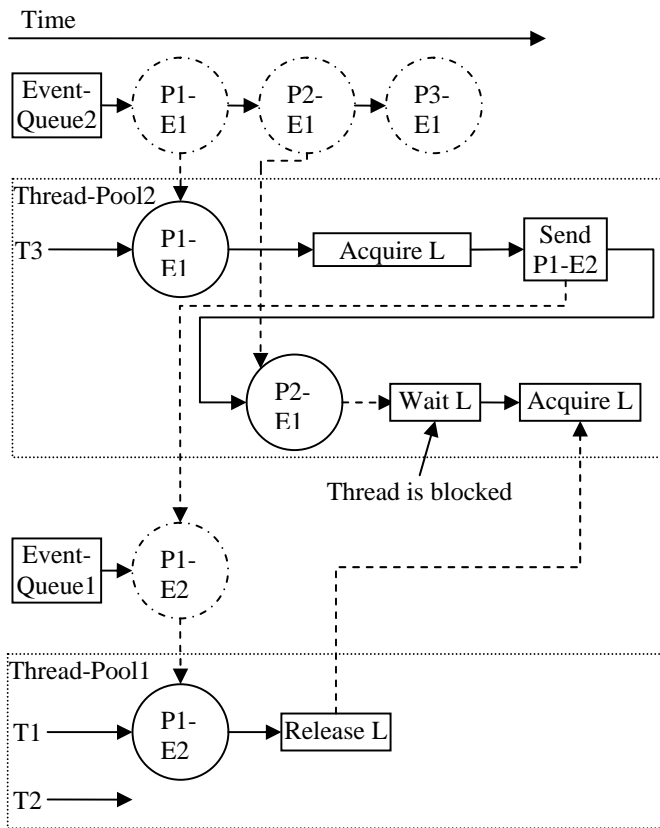 Time
Event-
Queue2
P1-
E1
P2-
E1
P3-
E1
Thread-Pool2
T3
P1-
E1
Acquire L
Send
P1-E2
P2-
E1
Wait L
Acquire L
Thread is blocked
Event-
Queue1
P1-
E2
Thread-Pool1
T1
P1-
E2
Release L
T2